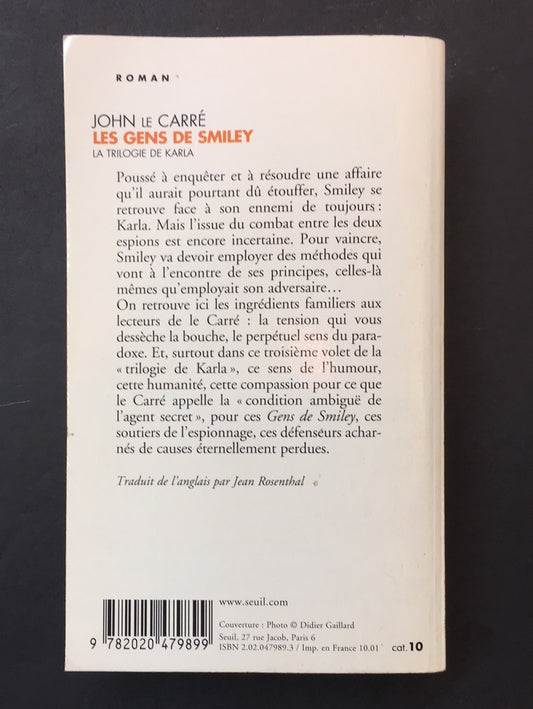 ROMAN
JOHN LE CARRÉ
LES GENS DE SMILEY
LA TRILOGIE DE KARLA
Poussé à enquêter et à résoudre une affaire
qu'il aurait pourtant dû étouffer, Smiley se
retrouve face à son ennemi de toujours :
Karla. Mais l'issue du combat entre les deux
espions est encore incertaine. Pour vaincre,
Smiley va devoir employer des méthodes qui
vont à l'encontre de ses principes, celles-là
mêmes qu'employait son adversaire…
On retrouve ici les ingrédients familiers aux
lecteurs de le Carré : la tension qui vous
dessèche la bouche, le perpétuel sens du para-
doxe. Et, surtout dans ce troisième volet de la
« trilogie de Karla », ce sens de l'humour,
cette humanité, cette compassion pour ce que
le Carré appelle la « condition ambiguë de
l'agent secret », pour ces Gens de Smiley, ces
soutiers de l'espionnage, ces défenseurs achar-
nés de causes éternellement perdues.
Traduit de l'anglais par Jean Rosenthal
www.seuil.com
Couverture : Photo © Didier Gaillard
Seuil, 27 rue Jacob, Paris 6
ISBN 2.02.047989.3 / Imp. en France 10.01
cat. 10
9 782020 479899